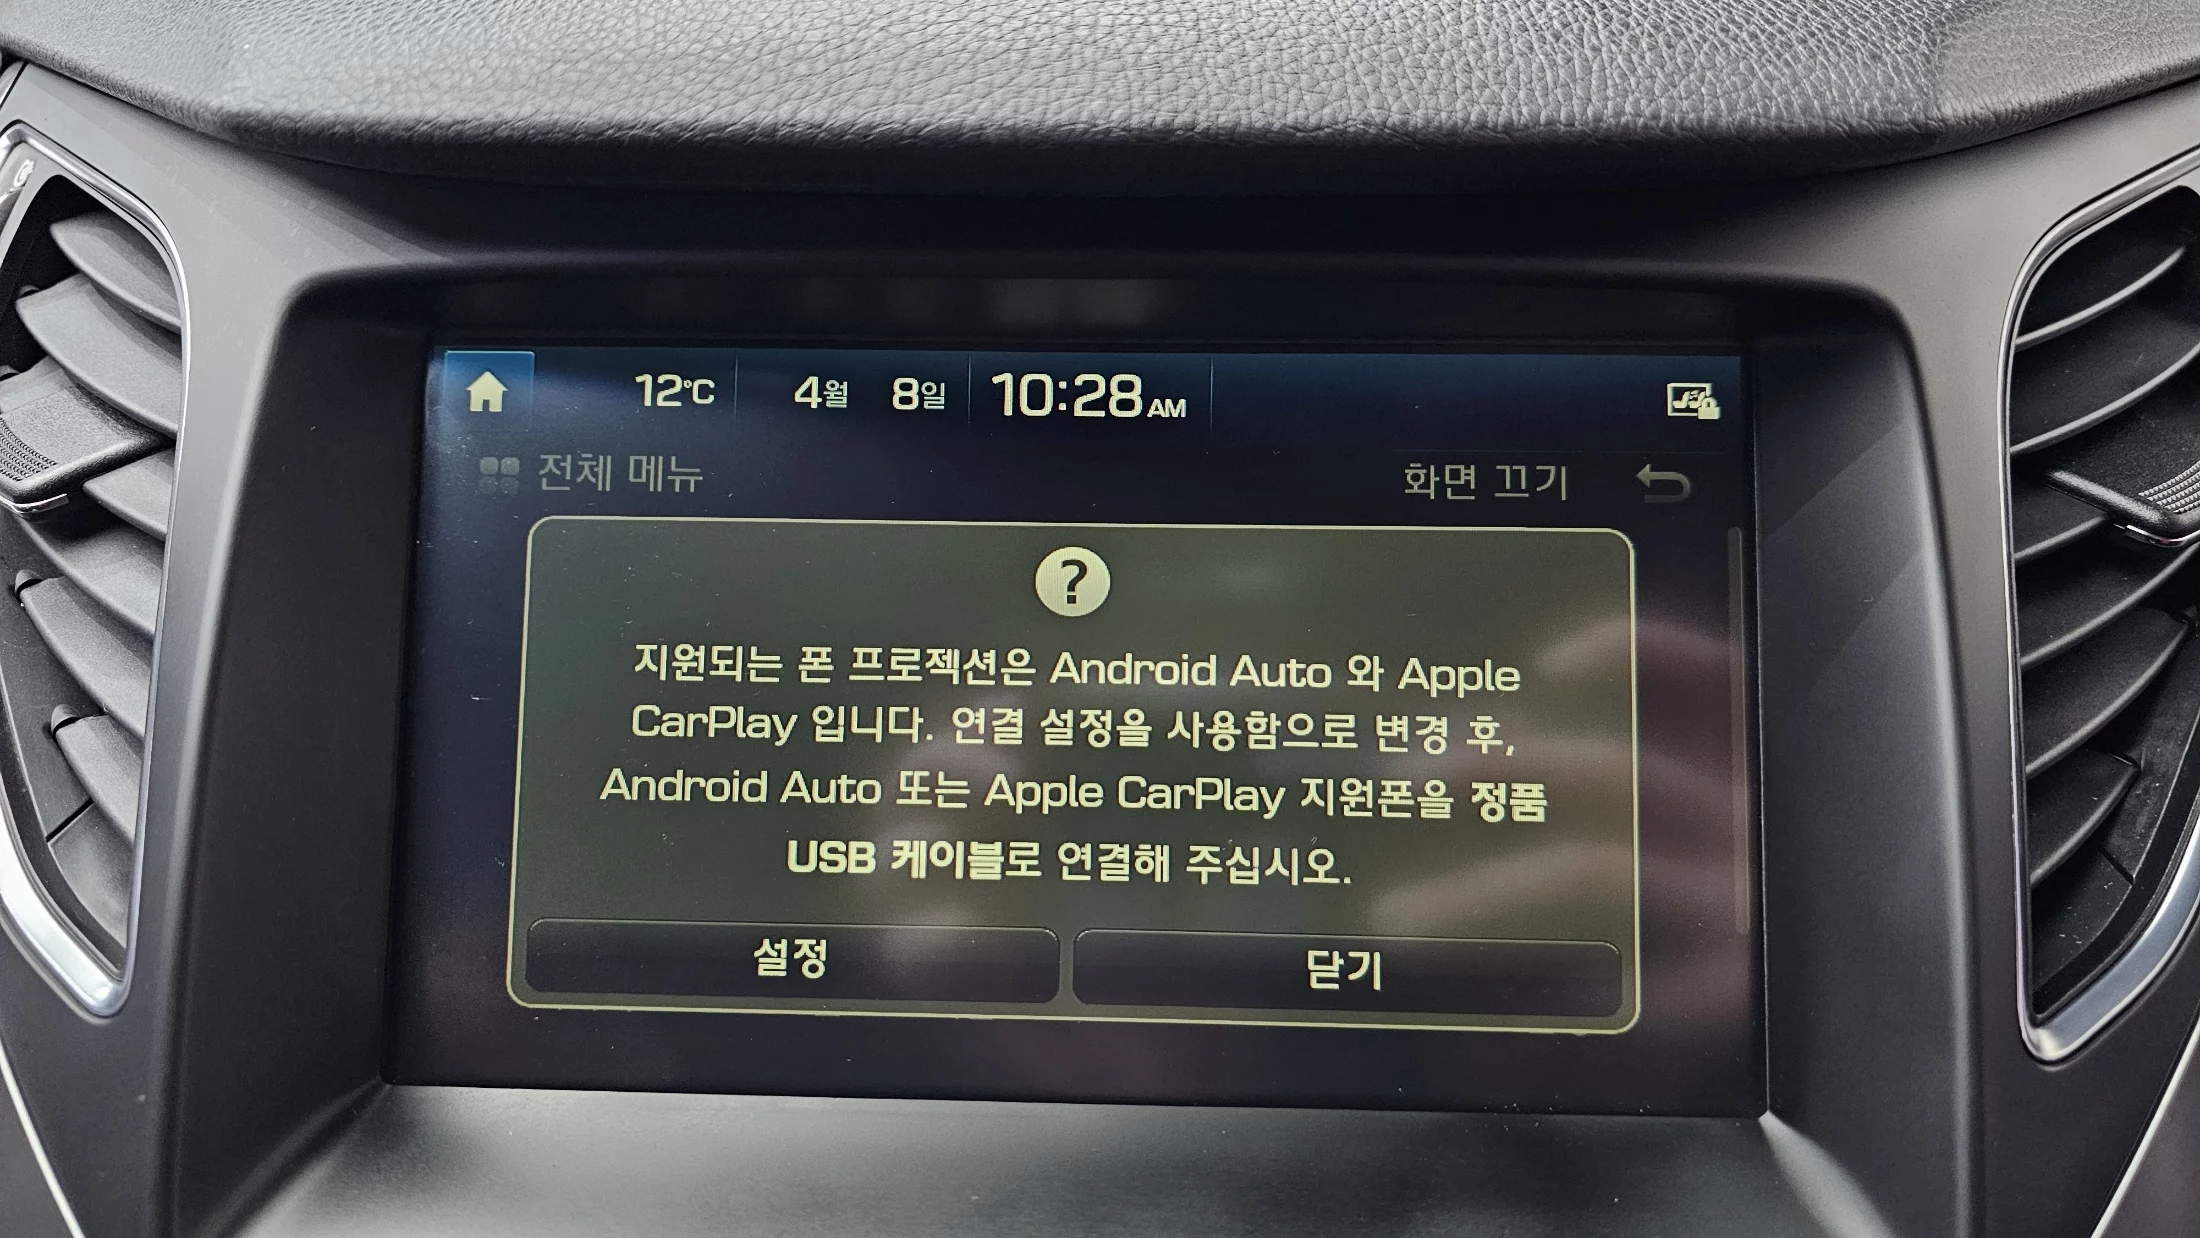 12°C 4월 8일 10:28 AM
전체 메뉴 화면 끄기
?
지원되는 폰 프로젝션은 Android Auto 와 Apple
CarPlay 입니다. 연결 설정을 사용함으로 변경 후,
Android Auto 또는 Apple CarPlay 지원폰을 정품
USB 케이블로 연결해 주십시오.
설정 닫기